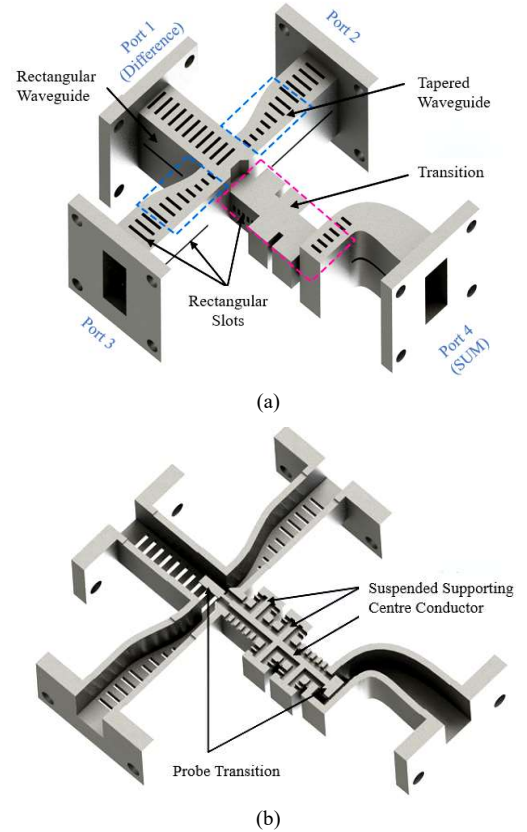 Port 1
(Difference)
Port 2
Rectangular
Waveguide
Tapered
Waveguide
Transition
Rectangular
Slots
Port 3
Port 4
(SUM)
(a)
Suspended Supporting
Centre Conductor
Probe Transition
(b)